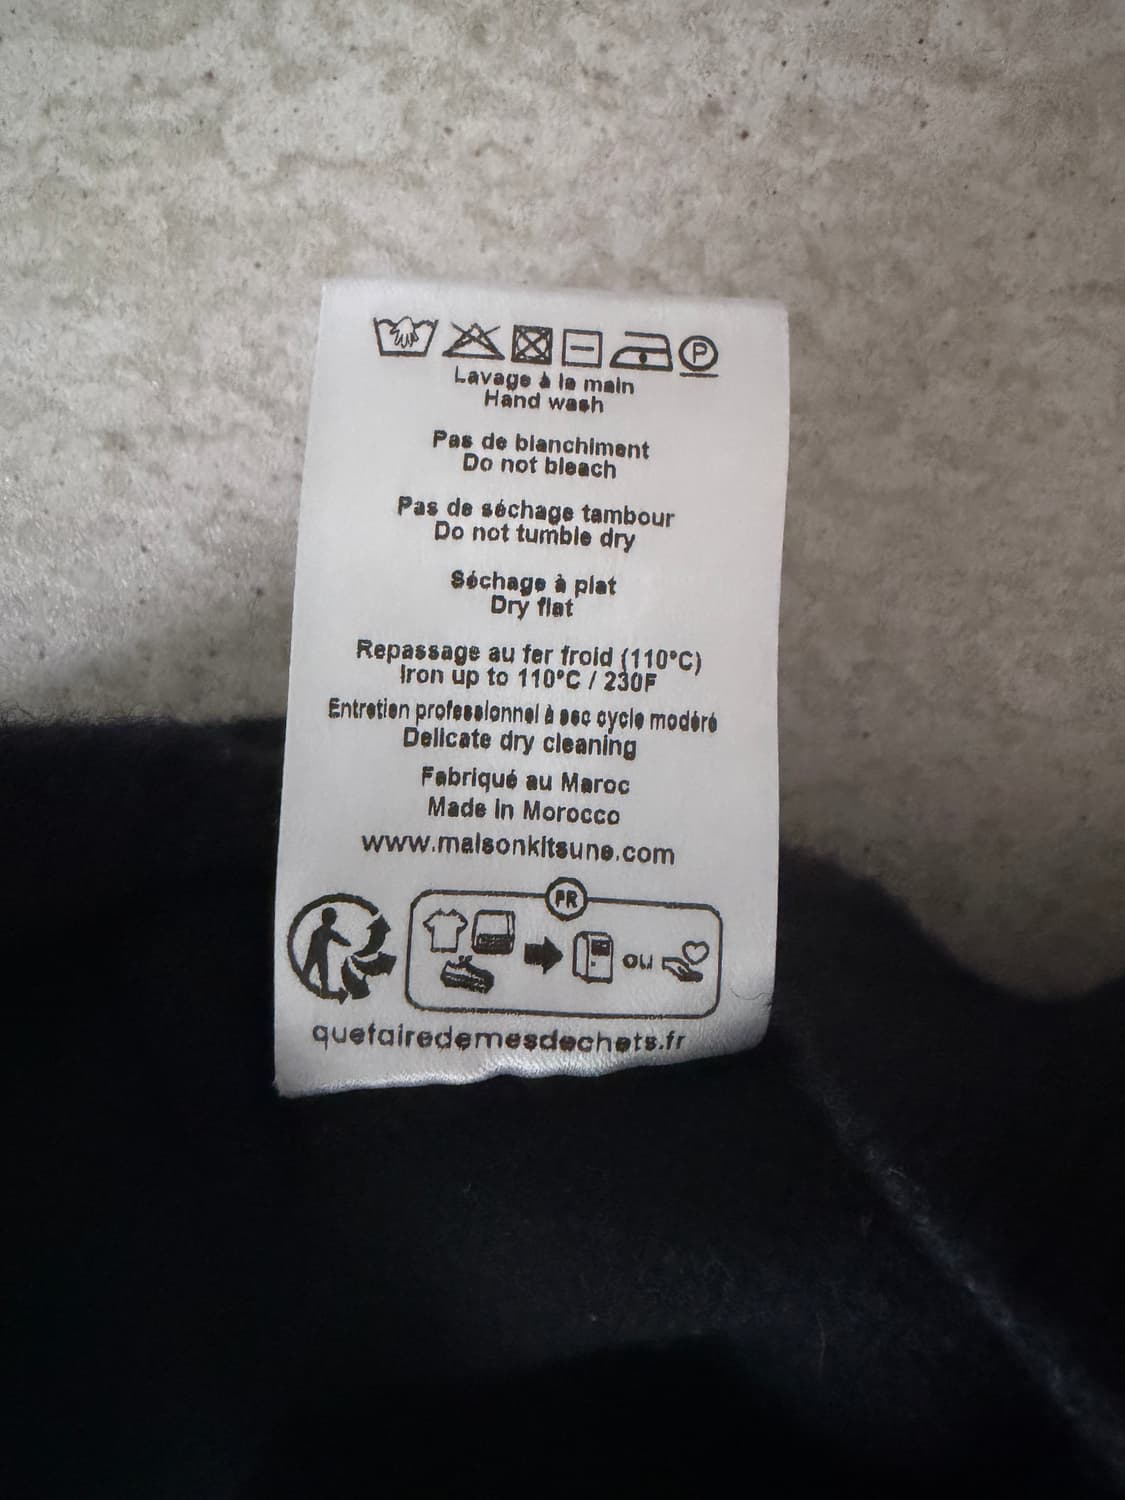 P
Lavage à la main
Hand wash
Pas de blanchiment
Do not bleach
Pas de séchage tambour
Do not tumble dry
Séchage à plat
Dry flat
Repassage au fer froid (110°C)
Iron up to 110°C / 230F
Entretien professionnel à sec cycle modéré
Delicate dry cleaning
Fabriqué au Maroc
Made in Morocco
www.maisonkitsune.com
FR
ou
quefairedemesdechets.fr